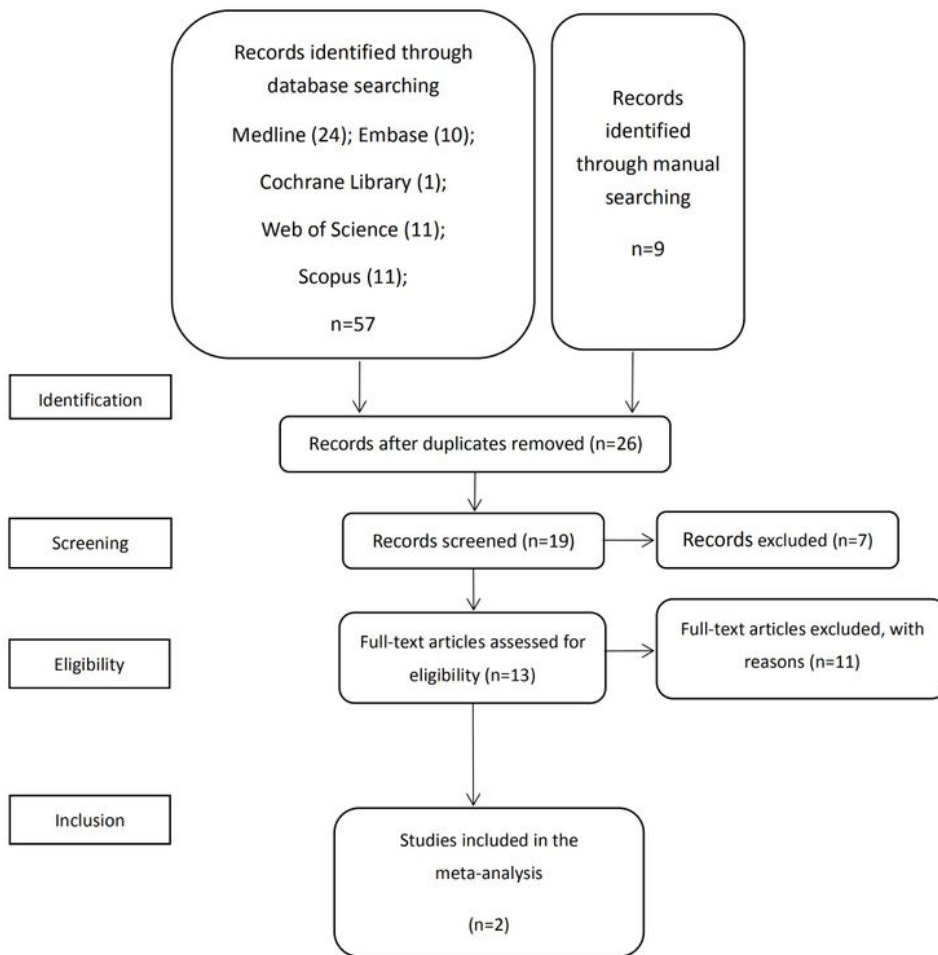 Records identified through
database searching
Medline (24); Embase (10);
Cochrane Library (1);
Web of Science (11);
Scopus (11);
n=57
Records
identified
through manual
searching
n=9
Identification
Records after duplicates removed (n=26)
Screening
Records screened (n=19)
Records excluded (n=7)
Eligibility
Full-text articles assessed for
eligibility (n=13)
Full-text articles excluded, with
reasons (n=11)
Inclusion
Studies included in the
meta-analysis
(n=2)